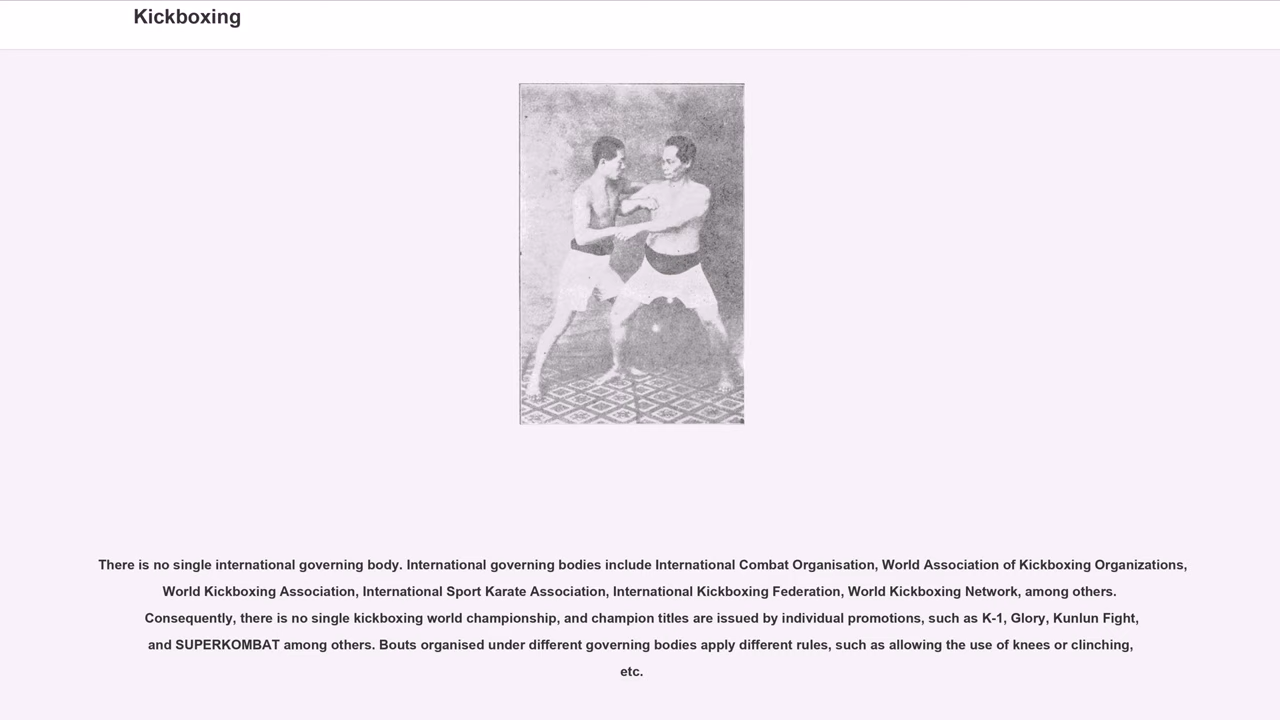 Kickboxing
There is no single international governing body. International governing bodies include International Combat Organisation, World Association of Kickboxing Organizations,
World Kickboxing Association, International Sport Karate Association, International Kickboxing Federation, World Kickboxing Network, among others.
Consequently, there is no single kickboxing world championship, and champion titles are issued by individual promotions, such as K-1, Glory, Kunlun Fight,
and SUPERKOMBAT among others. Bouts organised under different governing bodies apply different rules, such as allowing the use of knees or clinching,
etc.